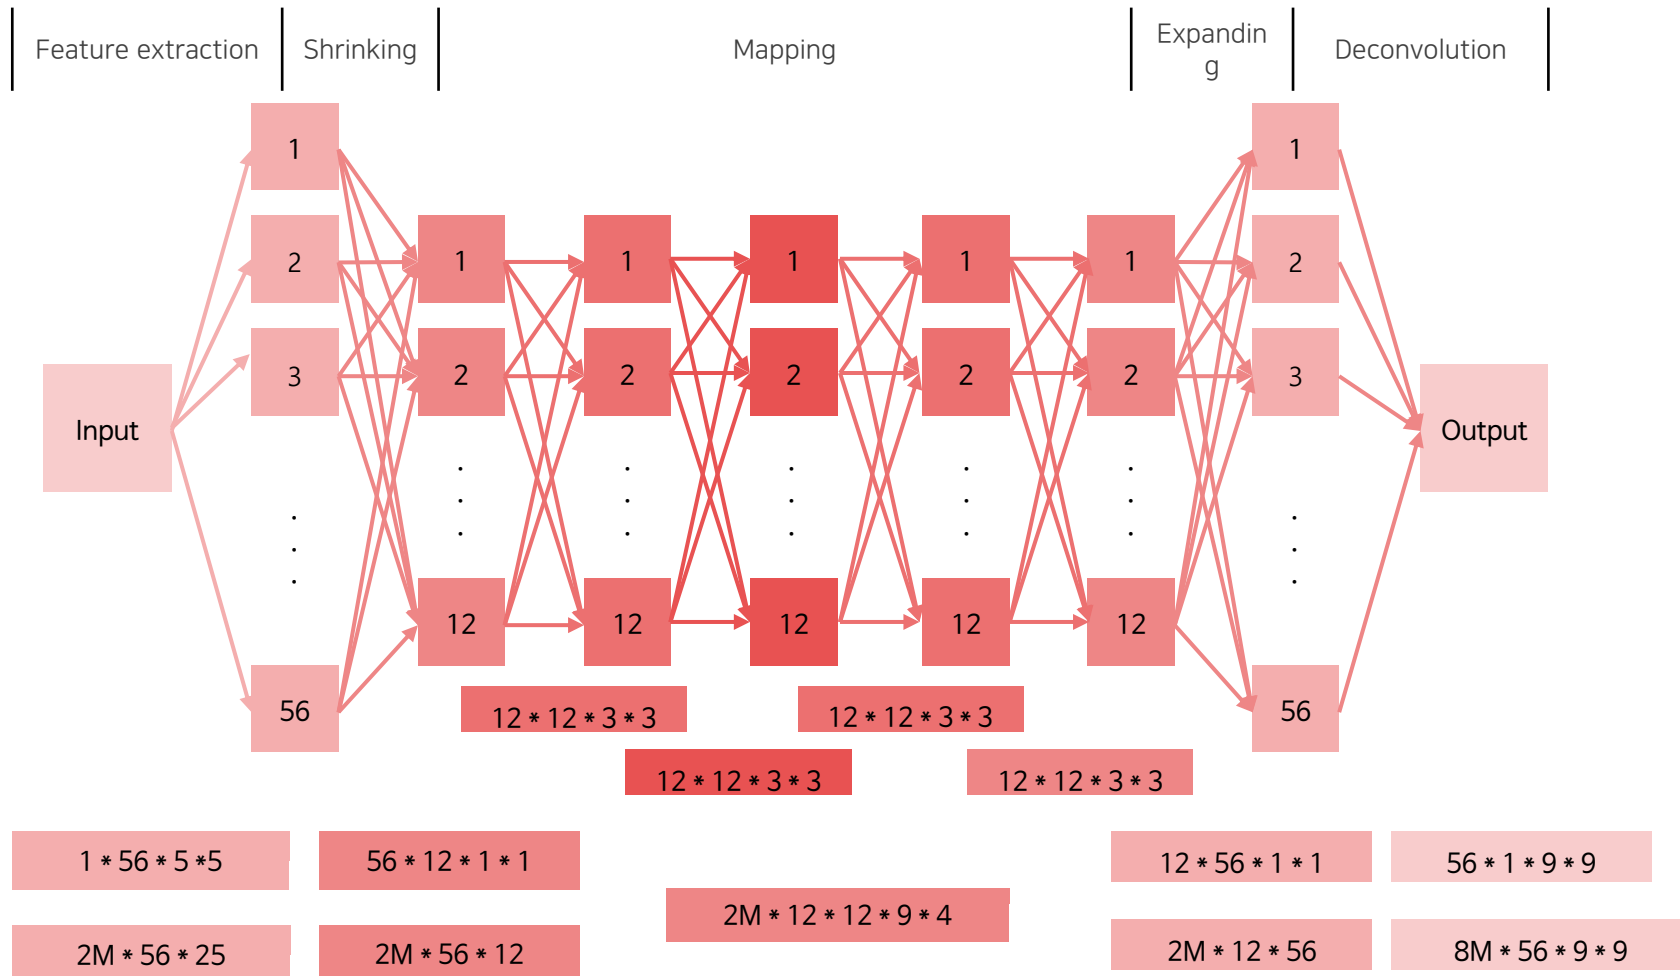 Feature extraction
Shrinking
Mapping
Expandin
g
Deconvolution
1
2
3
.
.
.
56
Input
1
2
.
.
.
12
1
2
.
.
.
12
1
2
.
.
.
12
1
2
.
.
.
12
1
2
.
.
.
12
1
2
3
.
.
.
56
Output
12 * 12 * 3 * 3
12 * 12 * 3 * 3
12 * 12 * 3 * 3
12 * 12 * 3 * 3
1 * 56 * 5 *5
56 * 12 * 1 * 1
2M * 12 * 12 * 9 * 4
12 * 56 * 1 * 1
56 * 1 * 9 * 9
2M * 56 * 25
2M * 56 * 12
2M * 12 * 56
8M * 56 * 9 * 9